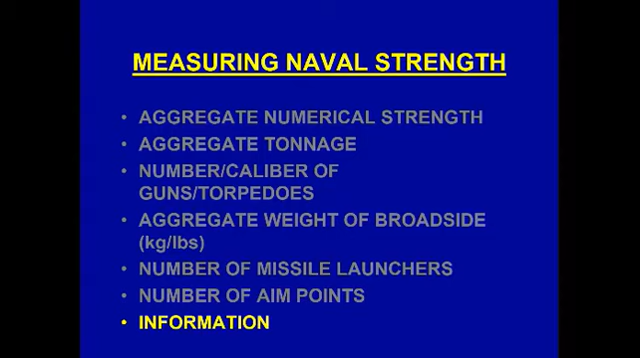 MEASURING NAVAL STRENGTH
• AGGREGATE NUMERICAL STRENGTH
• AGGREGATE TONNAGE
• NUMBER/CALIBER OF
GUNS/TORPEDOES
• AGGREGATE WEIGHT OF BROADSIDE
(kg/lbs)
• NUMBER OF MISSILE LAUNCHERS
• NUMBER OF AIM POINTS
• INFORMATION